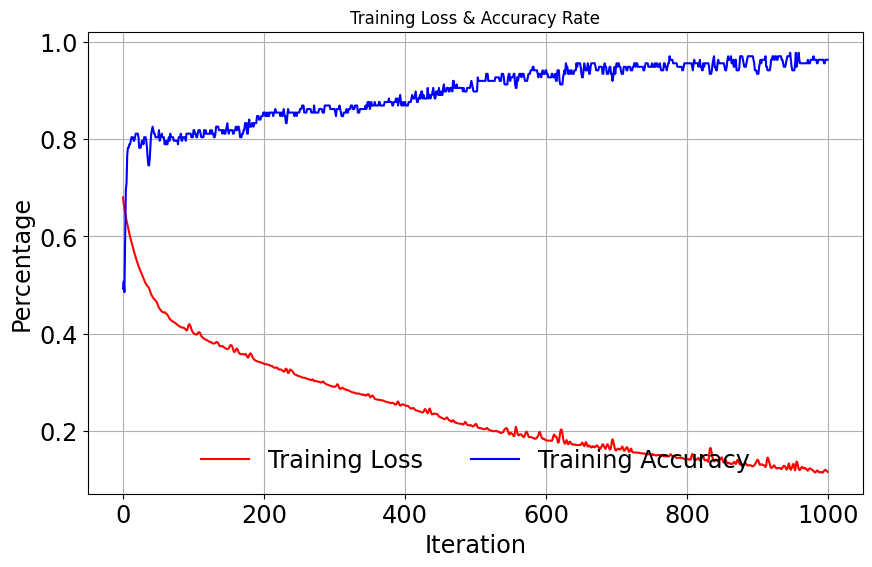 Training Loss & Accuracy Rate
1.0
0.8
0.6
0.4
0.2
Percentage
Training Loss
Training Accuracy
0 200 400 600 800 1000
Iteration